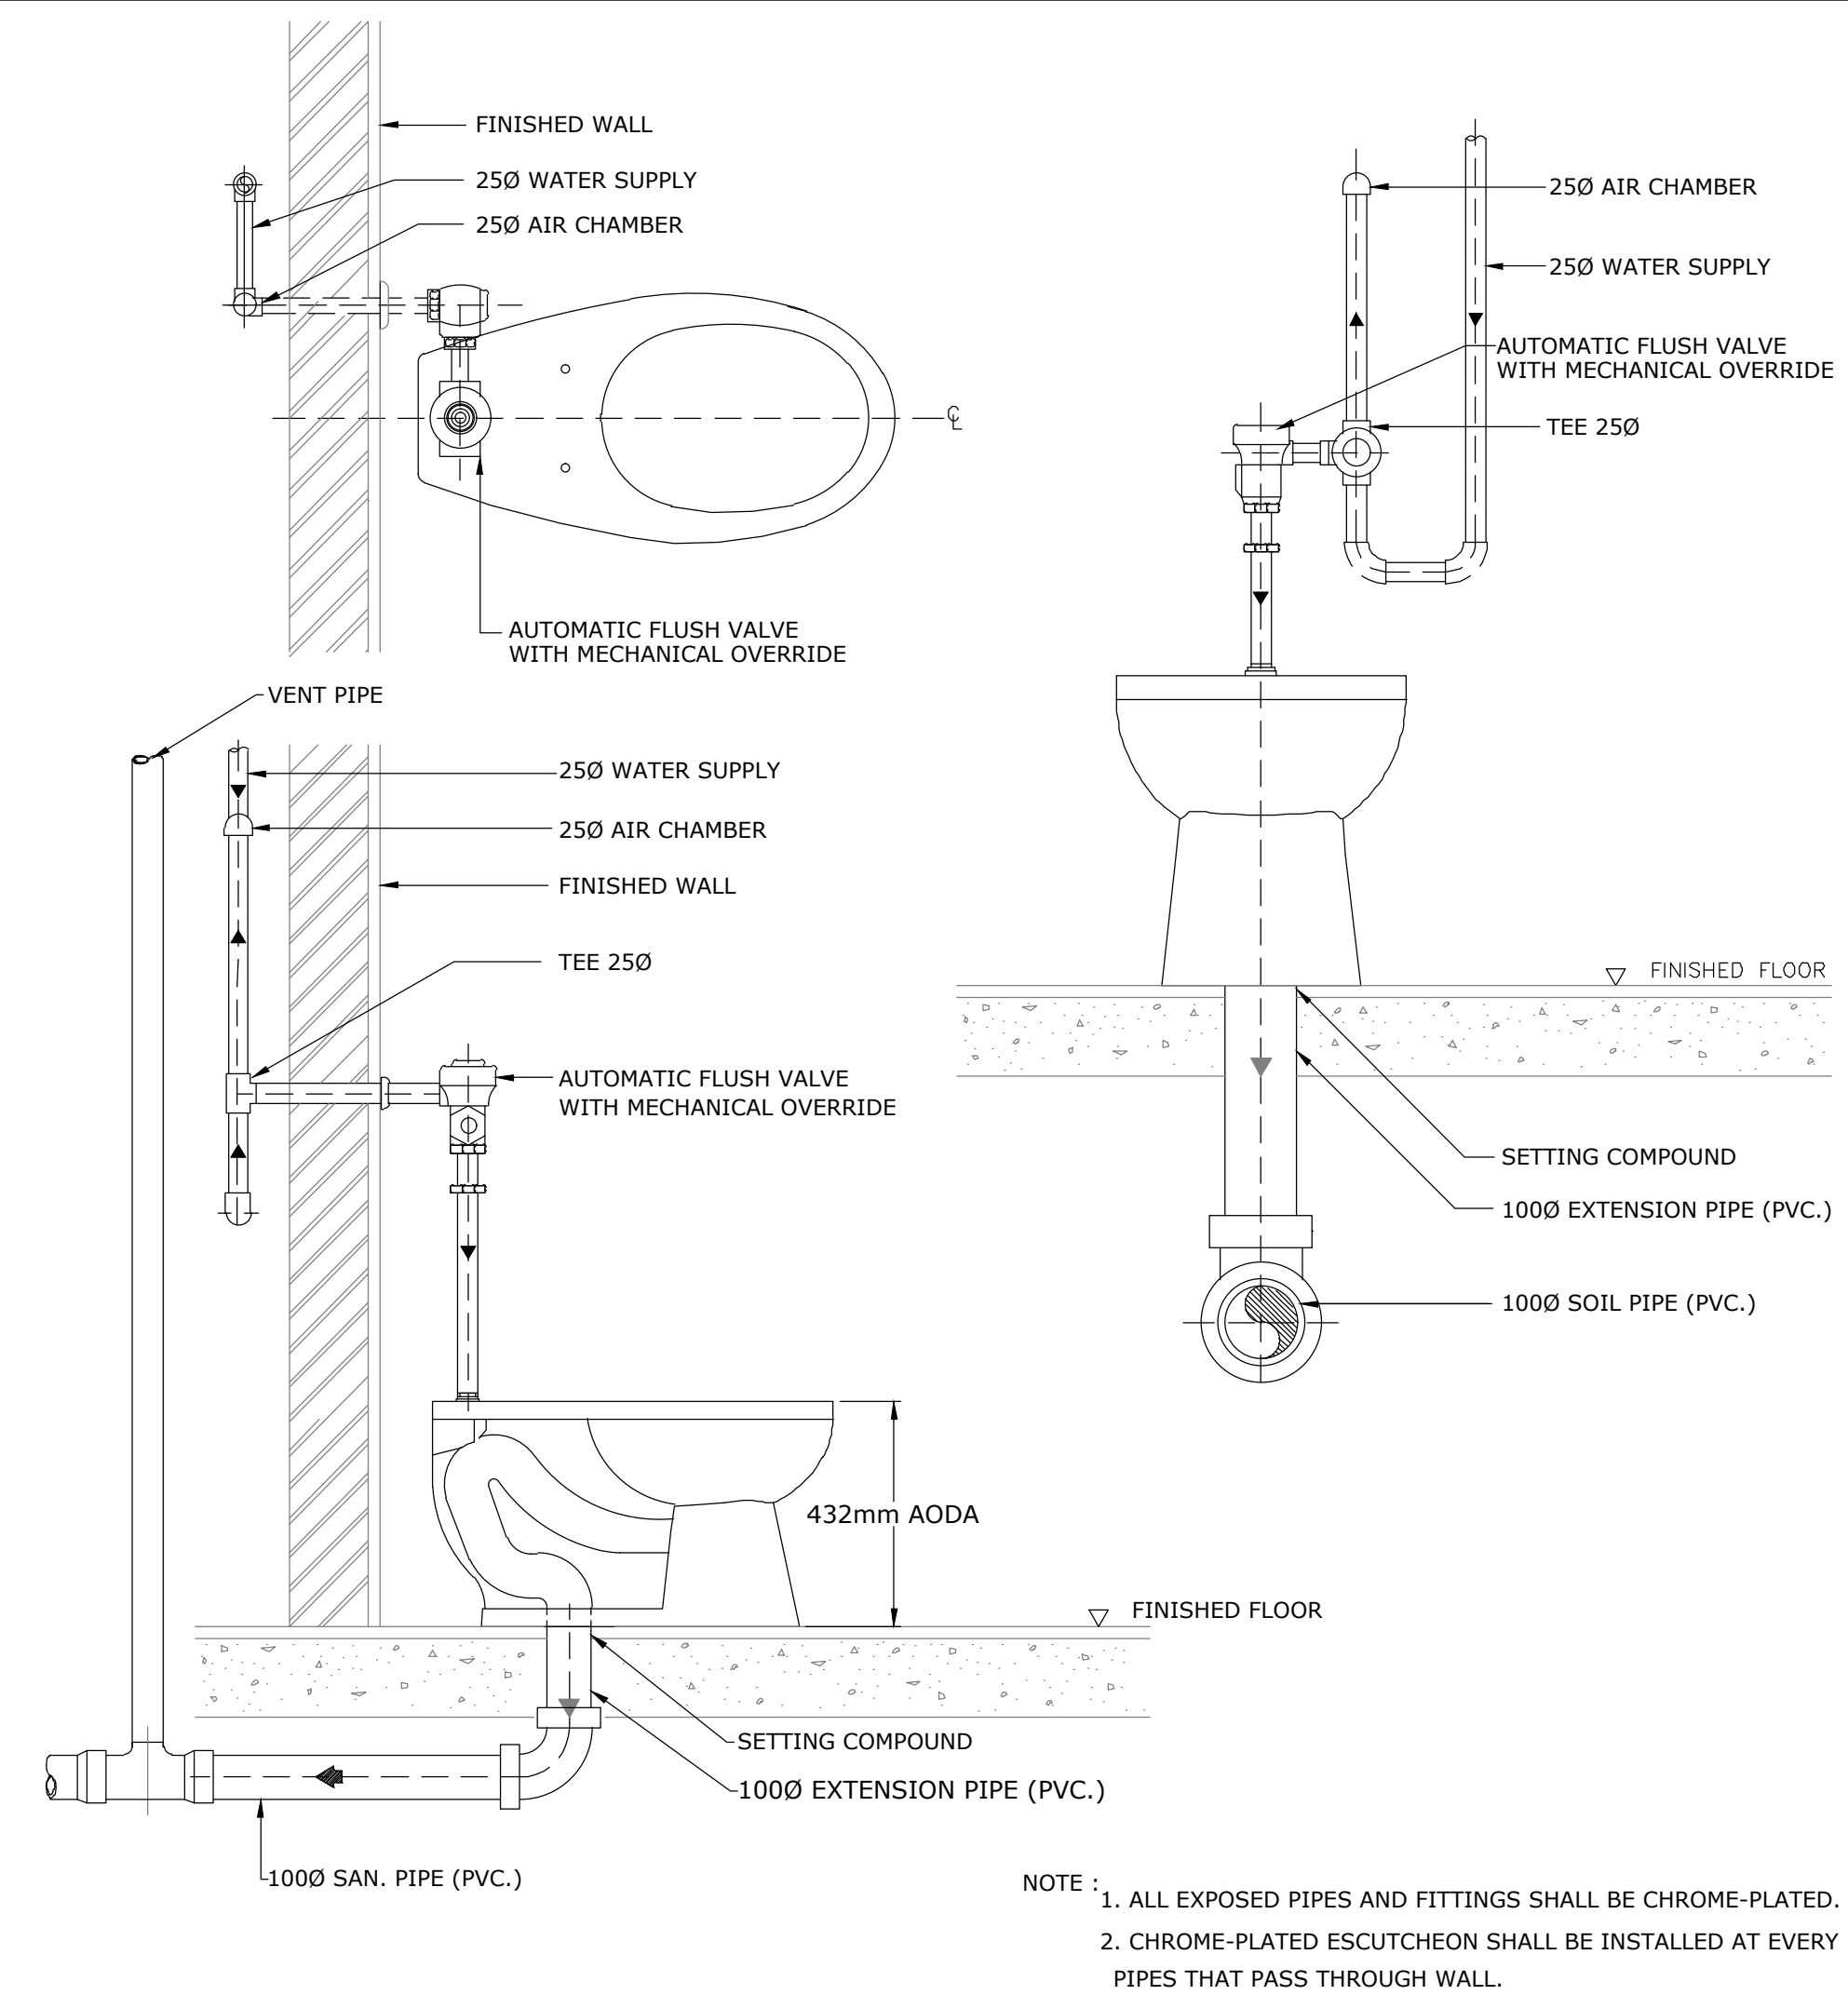 FINISHED WALL
25Ø WATER SUPPLY
25Ø AIR CHAMBER
℄
AUTOMATIC FLUSH VALVE
WITH MECHANICAL OVERRIDE
25Ø AIR CHAMBER
25Ø WATER SUPPLY
AUTOMATIC FLUSH VALVE
WITH MECHANICAL OVERRIDE
TEE 25Ø
FINISHED FLOOR
SETTING COMPOUND
100Ø EXTENSION PIPE (PVC.)
100Ø SOIL PIPE (PVC.)
VENT PIPE
25Ø WATER SUPPLY
25Ø AIR CHAMBER
FINISHED WALL
TEE 25Ø
AUTOMATIC FLUSH VALVE
WITH MECHANICAL OVERRIDE
432mm AODA
FINISHED FLOOR
SETTING COMPOUND
100Ø EXTENSION PIPE (PVC.)
100Ø SAN. PIPE (PVC.)
NOTE :
1. ALL EXPOSED PIPES AND FITTINGS SHALL BE CHROME-PLATED.
2. CHROME-PLATED ESCUTCHEON SHALL BE INSTALLED AT EVERY
PIPES THAT PASS THROUGH WALL.